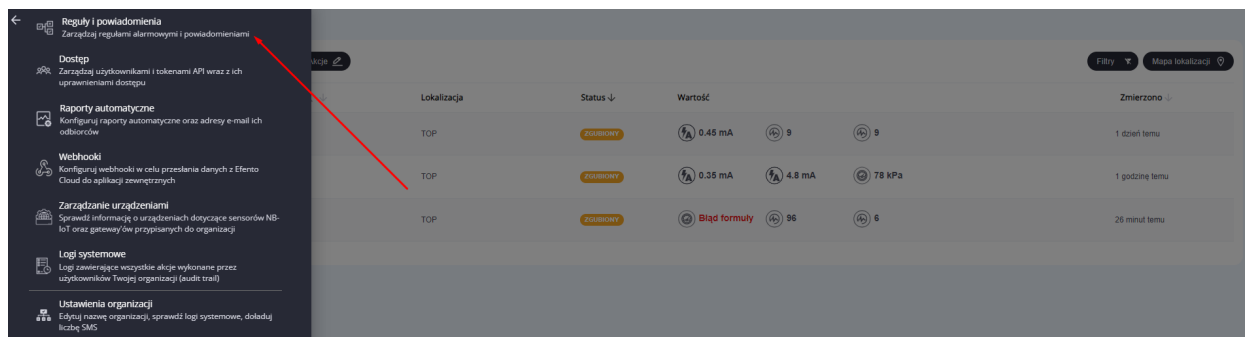 Reguły i powiadomienia
Zarządzaj regułami alarmowymi i powiadomieniami
Dostęp
Zarządzaj użytkownikami i tokenami API wraz z ich
uprawnieniami dostępu
Raporty automatyczne
Konfiguruj raporty automatyczne oraz adresy e-mail ich
odbiorców
Webhooki
Konfiguruj webhooki w celu przesłania danych z Efento
Cloud do aplikacji zewnętrznych
Zarządzanie urządzeniami
Sprawdź informację o urządzeniach dotyczące sensorów NB-
IoT oraz gateway'ów przypisanych do organizacji
Logi systemowe
Logi zawierające wszystkie akcje wykonane przez
użytkowników Twojej organizacji (audit trail)
Ustawienia organizacji
Edytuj nazwę organizacji, sprawdź logi systemowe, doładuj
liczbę SMS
Filtry Mapa lokalizacji
Lokalizacja Status Wartość Zmierzono
TOP ZGUBIONY 0.45 mA 9 9 1 dzień temu
TOP ZGUBIONY 0.35 mA 4.8 mA 78 kPa 1 godzinę temu
TOP ZGUBIONY Błąd formuły 96 6 26 minut temu